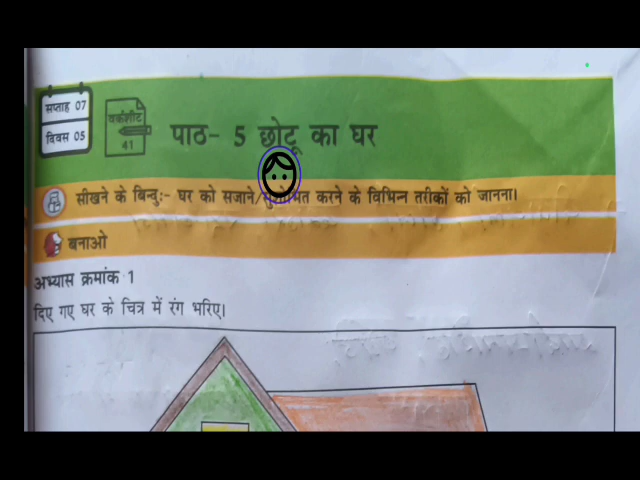 सप्ताह 07
दिवस 05
वर्कशीट
41
पाठ- 5 छोटू का घर
सीखने के बिन्दुः- घर को सजाने/ करने के विभिन्न तरीकों को जानना।
बनाओ
अभ्यास क्रमांक 1
दिए गए घर के चित्र में रंग भरिए।